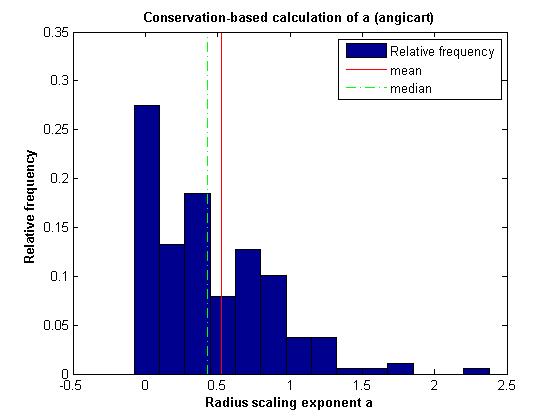 Conservation-based calculation of a (angicart)
0.35
0.3
0.25
0.2
0.15
0.1
0.05
0
Relative frequency
Relative frequency
mean
median
-0.5 0 0.5 1 1.5 2 2.5
Radius scaling exponent a